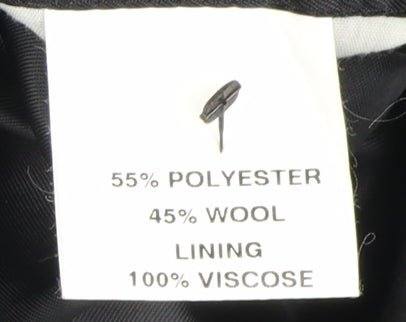 55% POLYESTER
45% WOOL
LINING
100% VISCOSE